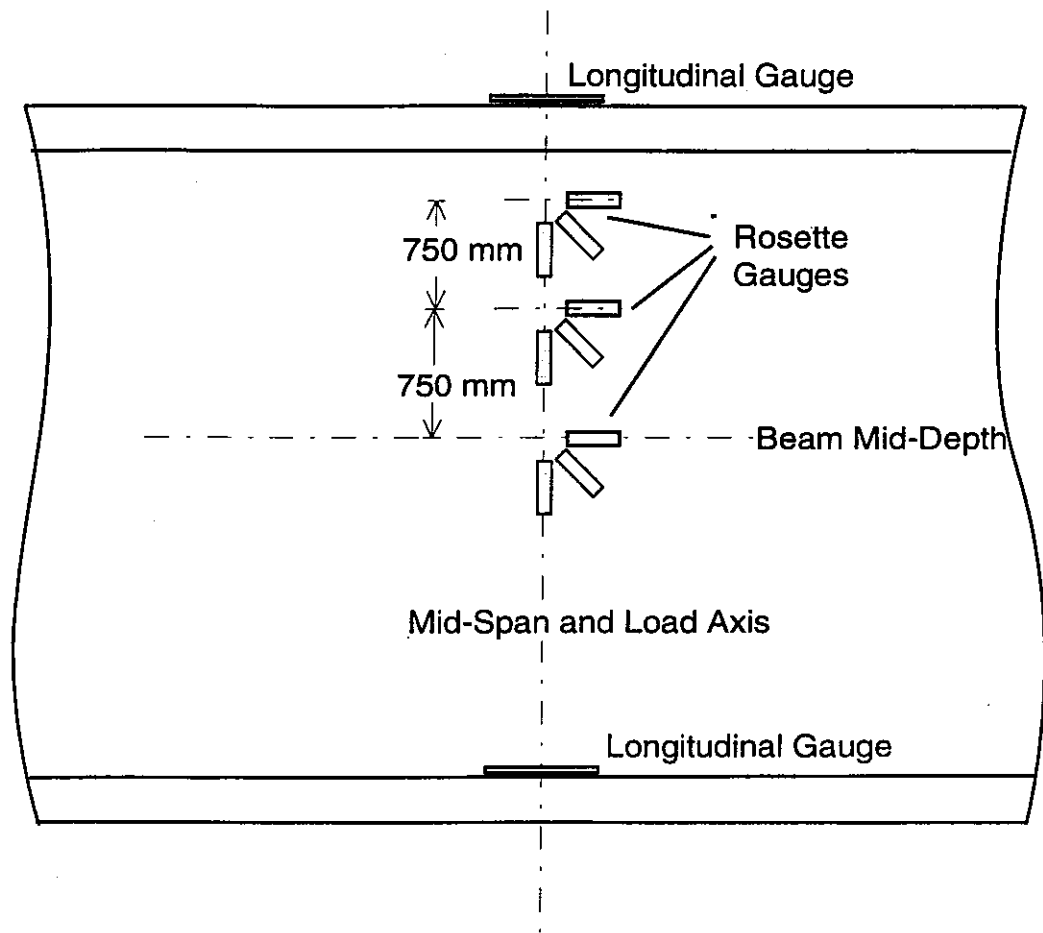 Longitudinal Gauge
750 mm
Rosette
Gauges
750 mm
Beam Mid-Depth
Mid-Span and Load Axis
Longitudinal Gauge